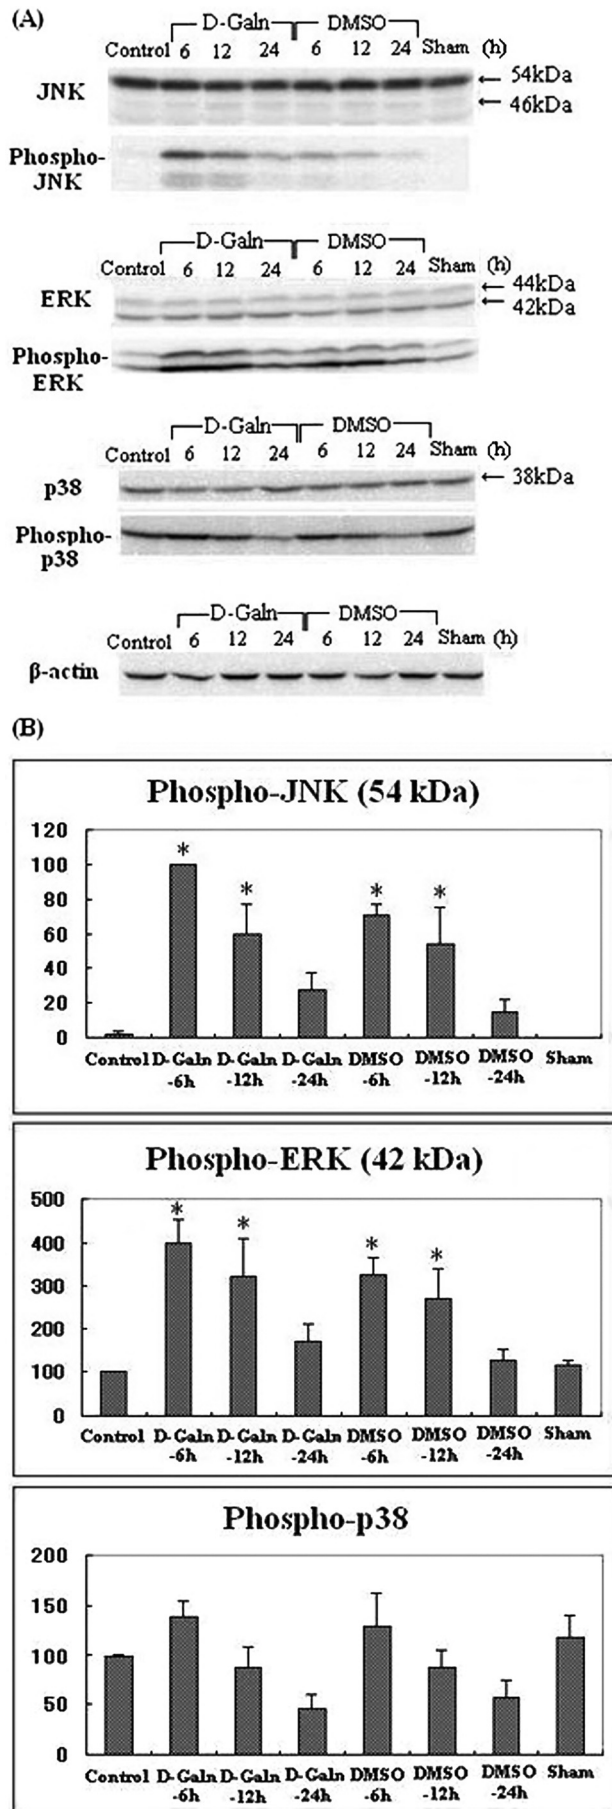 (A)
D-Galn DMSO
Control 6 12 24 6 12 24 Sham (h)
JNK
← 54kDa
← 46kDa
Phospho-
JNK
D-Galn DMSO
Control 6 12 24 6 12 24 Sham (h)
ERK
← 44kDa
← 42kDa
Phospho-
ERK
D-Galn DMSO
Control 6 12 24 6 12 24 Sham (h)
p38
← 38kDa
Phospho-
p38
D-Galn DMSO
Control 6 12 24 6 12 24 Sham (h)
β-actin
(B)
Phospho-JNK (54 kDa)
120
100
80
60
40
20
0
* * * *
Control D-Galn D-Galn D-Galn DMSO DMSO DMSO Sham
-6h -12h -24h -6h -12h -24h
Phospho-ERK (42 kDa)
500
400
300
200
100
0
* * * *
Control D-Galn D-Galn D-Galn DMSO DMSO DMSO Sham
-6h -12h -24h -6h -12h -24h
Phospho-p38
200
150
100
50
0
Control D-Galn D-Galn D-Galn DMSO DMSO DMSO Sham
-6h -12h -24h -6h -12h -24h